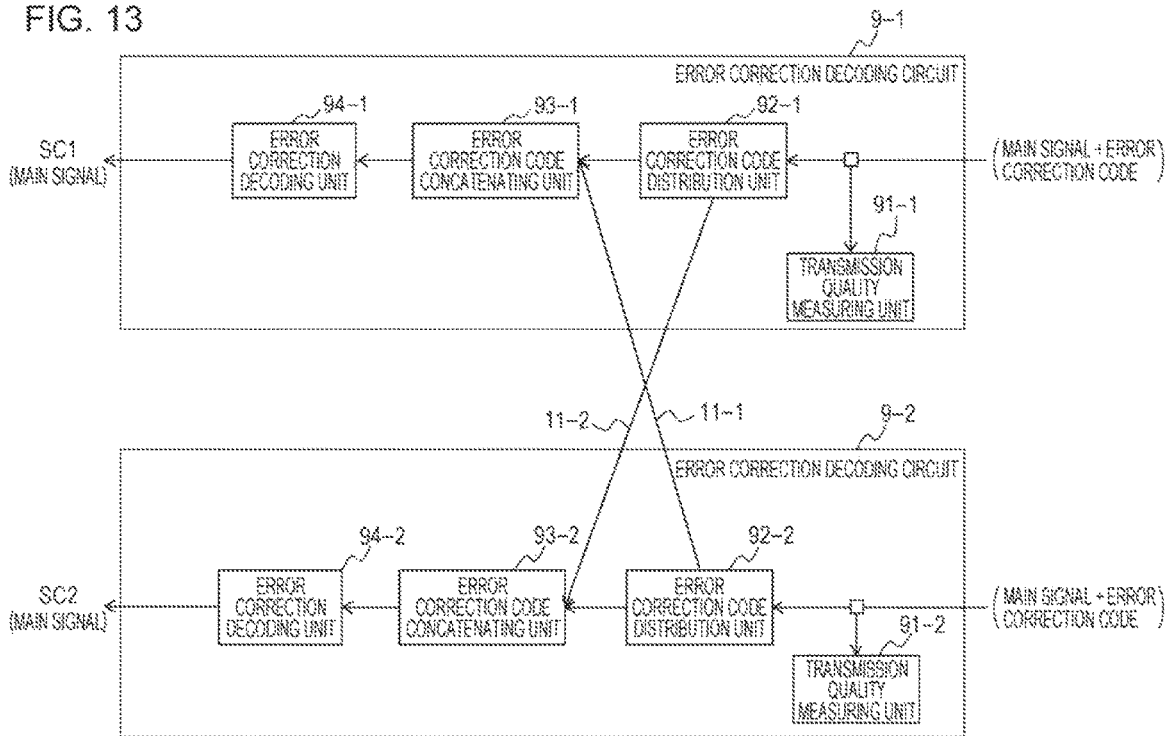 FIG. 13
9-1
ERROR CORRECTION DECODING CIRCUIT
94-1
93-1
92-1
SC1
(MAIN SIGNAL)
ERROR
CORRECTION
DECODING UNIT
ERROR
CORRECTION CODE
CONCATENATING UNIT
ERROR
CORRECTION CODE
DISTRIBUTION UNIT
(MAIN SIGNAL + ERROR
CORRECTION CODE)
91-1
TRANSMISSION
QUALITY
MEASURING UNIT
11-2
11-1
9-2
ERROR CORRECTION DECODING CIRCUIT
94-2
93-2
92-2
SC2
(MAIN SIGNAL)
ERROR
CORRECTION
DECODING UNIT
ERROR
CORRECTION CODE
CONCATENATING UNIT
ERROR
CORRECTION CODE
DISTRIBUTION UNIT
(MAIN SIGNAL + ERROR
CORRECTION CODE)
91-2
TRANSMISSION
QUALITY
MEASURING UNIT